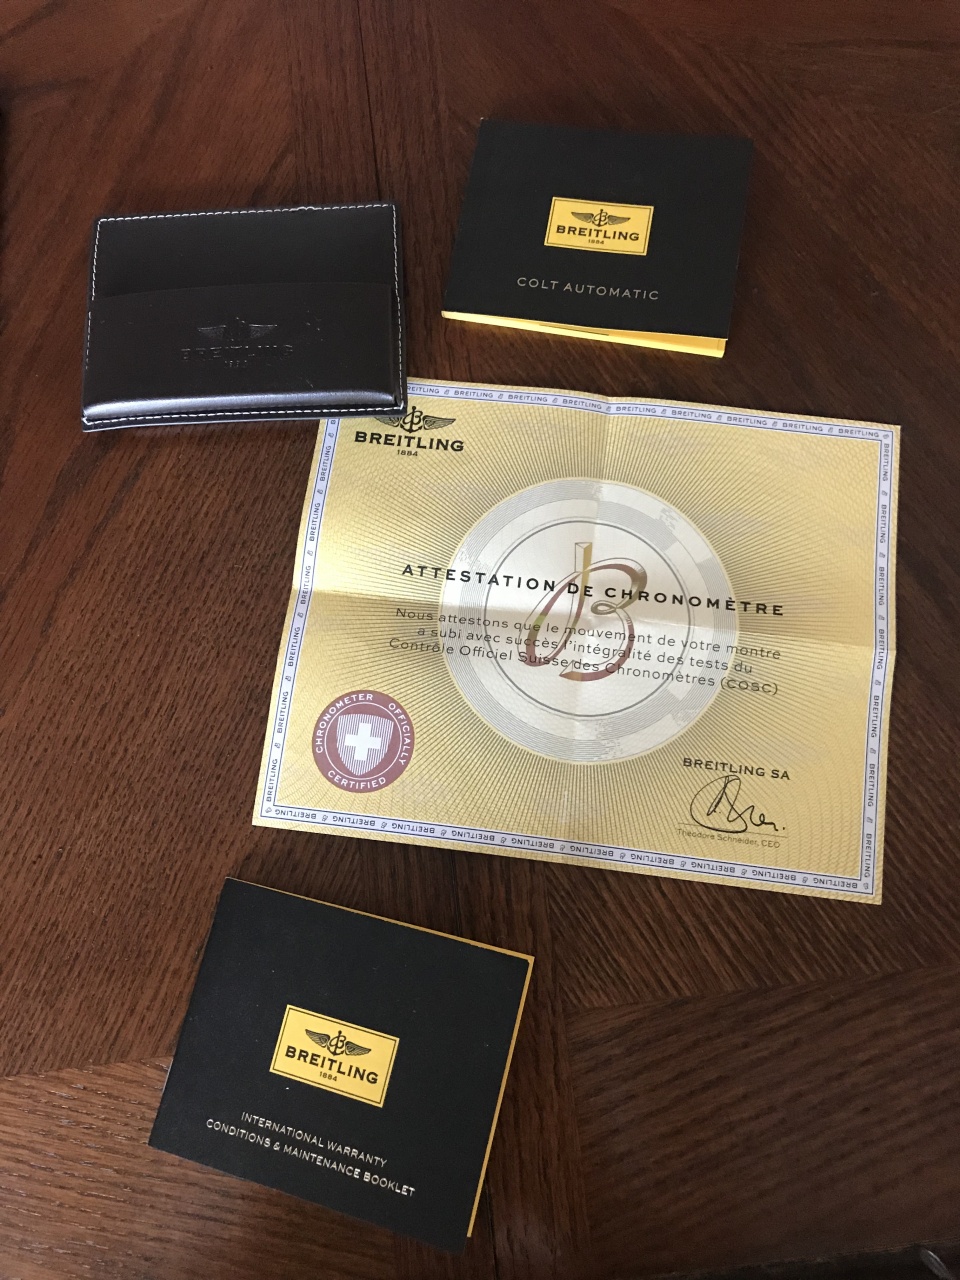 BREITLING
1884
COLT AUTOMATIC
BREITLING
1884
BREITLING
1884
ATTESTATION DE CHRONOMÈTRE
Nous attestons que le mouvement de votre montre
a subi avec succès l'intégralité des tests du
Contrôle Officiel Suisse des Chronomètres (COSC)
CHRONOMETER OFFICIALLY
CERTIFIED
BREITLING SA
Theodore Schneider, CEO
BREITLING
1884
INTERNATIONAL WARRANTY
CONDITIONS & MAINTENANCE BOOKLET